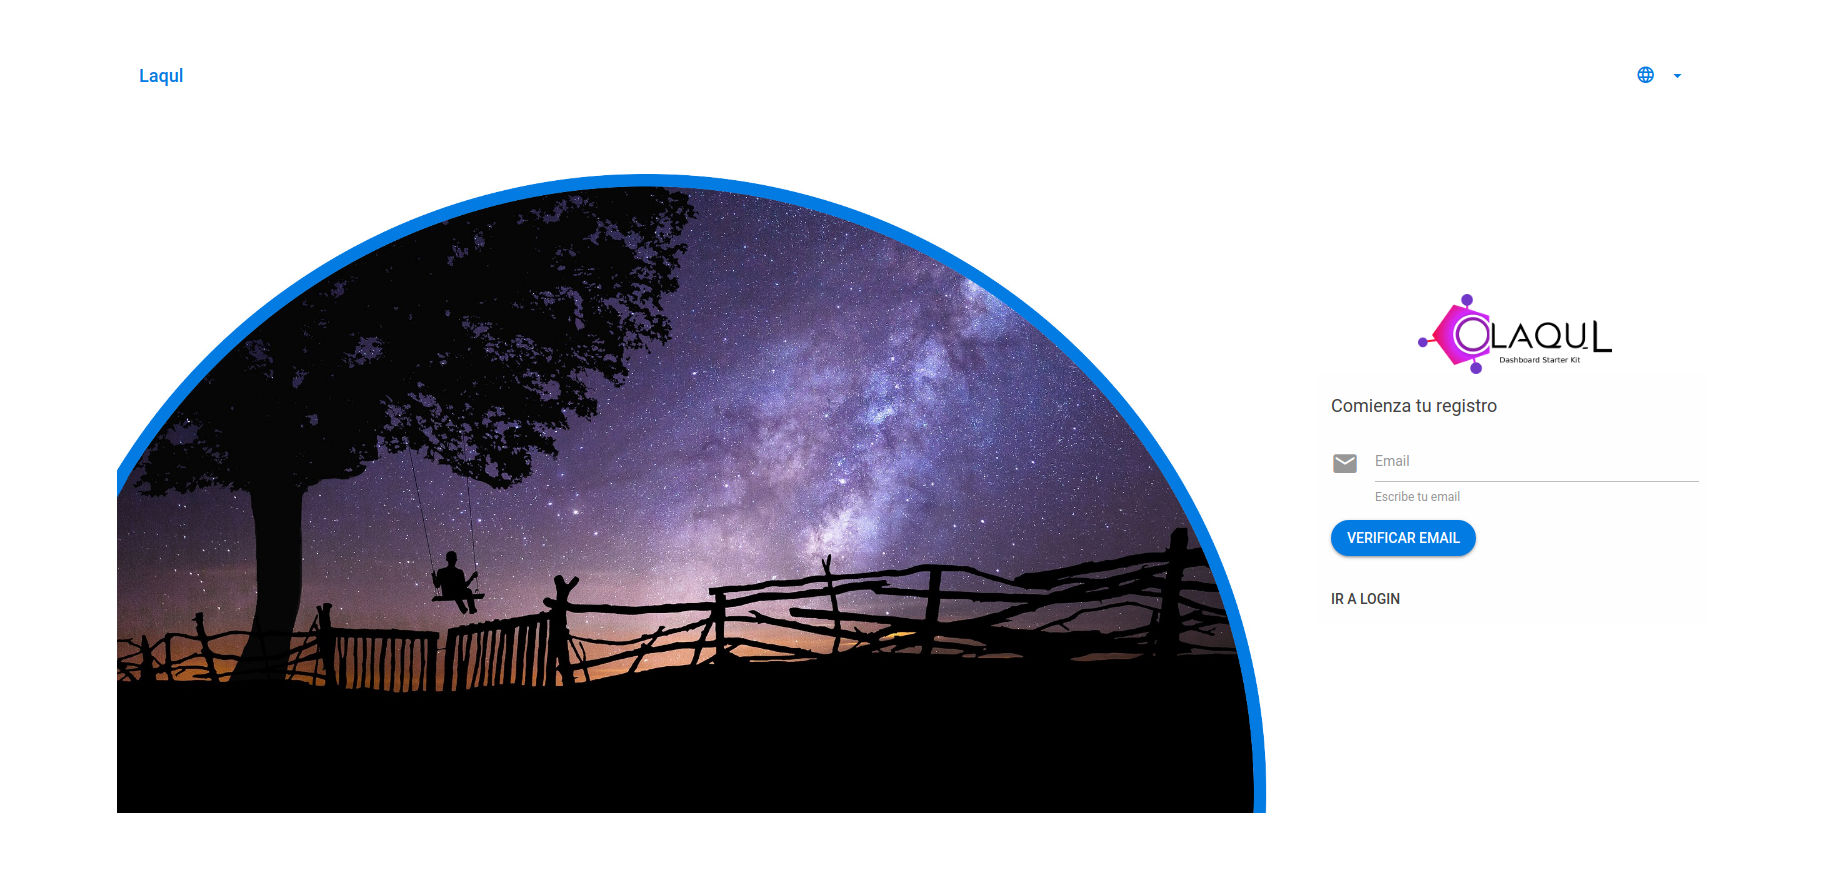 Laqul
LAQUL
Dashboard Starter Kit
Comienza tu registro
Email
Escribe tu email
VERIFICAR EMAIL
IR A LOGIN